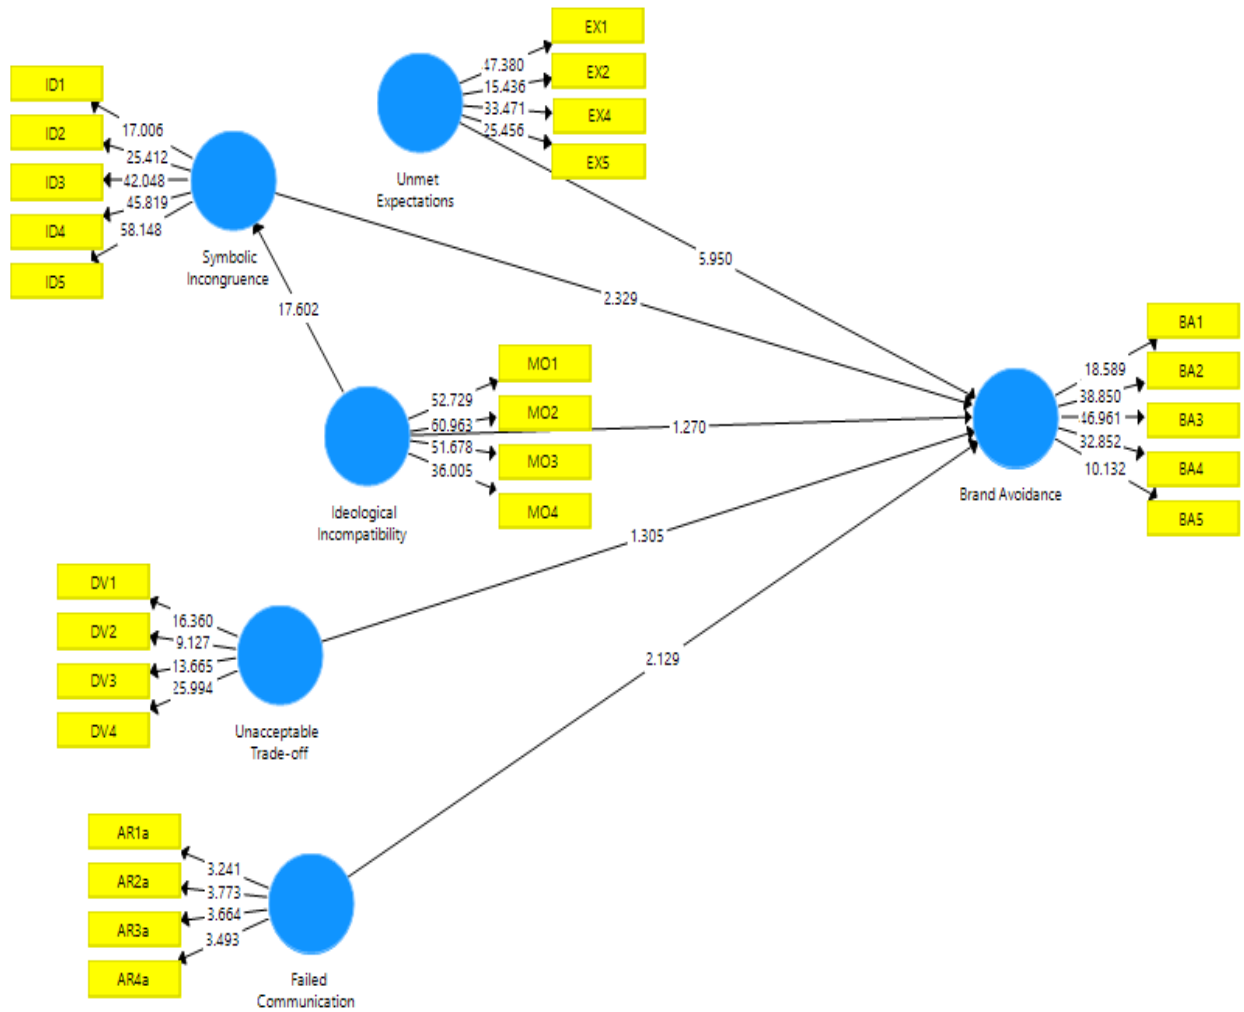 EX1
47.380
EX2
15.436
EX4
33.471
EX5
25.456
Unmet
Expectations
ID1
17.006
ID2
25.412
ID3
42.048
ID4
45.819
ID5
58.148
Symbolic
Incongruence
5.950
2.329
17.602
MO1
52.729
MO2
60.963
MO3
51.678
MO4
36.005
1.270
Ideological
Incompatibility
BA1
18.589
BA2
38.850
BA3
46.961
BA4
32.852
BA5
10.132
Brand Avoidance
1.305
DV1
16.360
DV2
9.127
DV3
13.665
DV4
25.994
Unacceptable
Trade-off
2.129
AR1a
3.241
AR2a
3.773
AR3a
3.664
AR4a
3.493
Failed
Communication